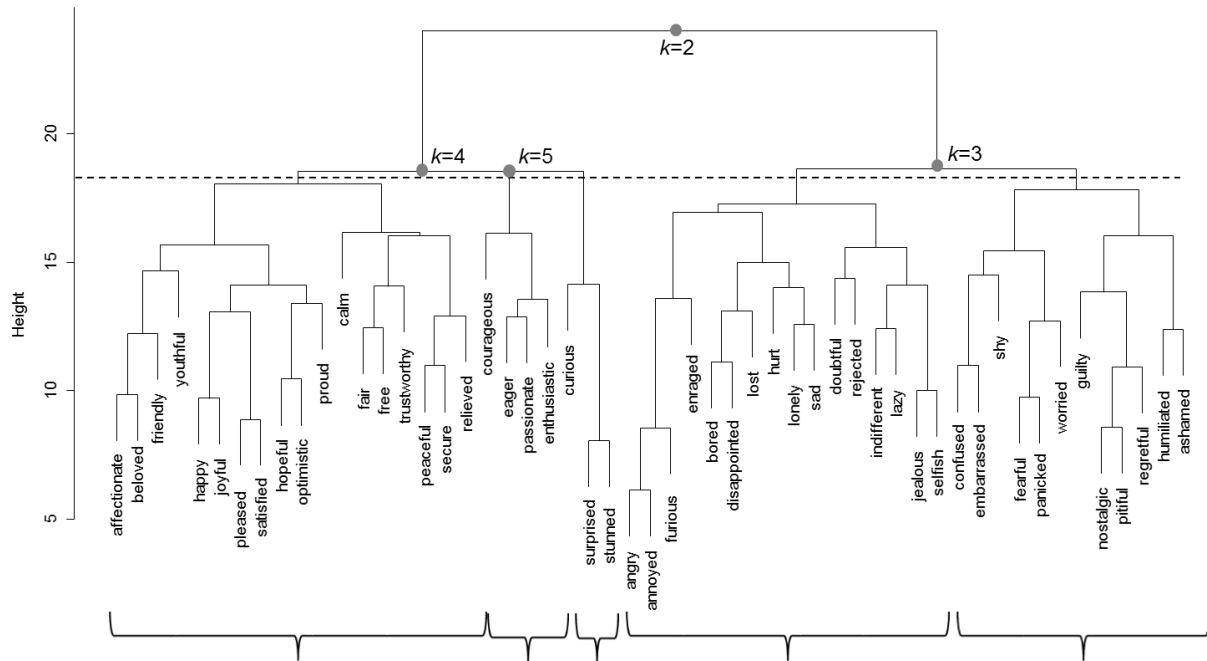 k=2
20
k=4
k=5
k=3
15
Height
10
5
affectionate
beloved
friendly
youthful
happy
joyful
pleased
satisfied
hopeful
optimistic
proud
calm
fair
free
trustworthy
peaceful
secure
relieved
courageous
eager
passionate
enthusiastic
curious
surprised
stunned
angry
annoyed
furious
enraged
bored
disappointed
lost
hurt
lonely
sad
doubtful
rejected
indifferent
lazy
jealous
selfish
confused
embarrassed
shy
fearful
panicked
worried
guilty
nostalgic
pitiful
regretful
humiliated
ashamed